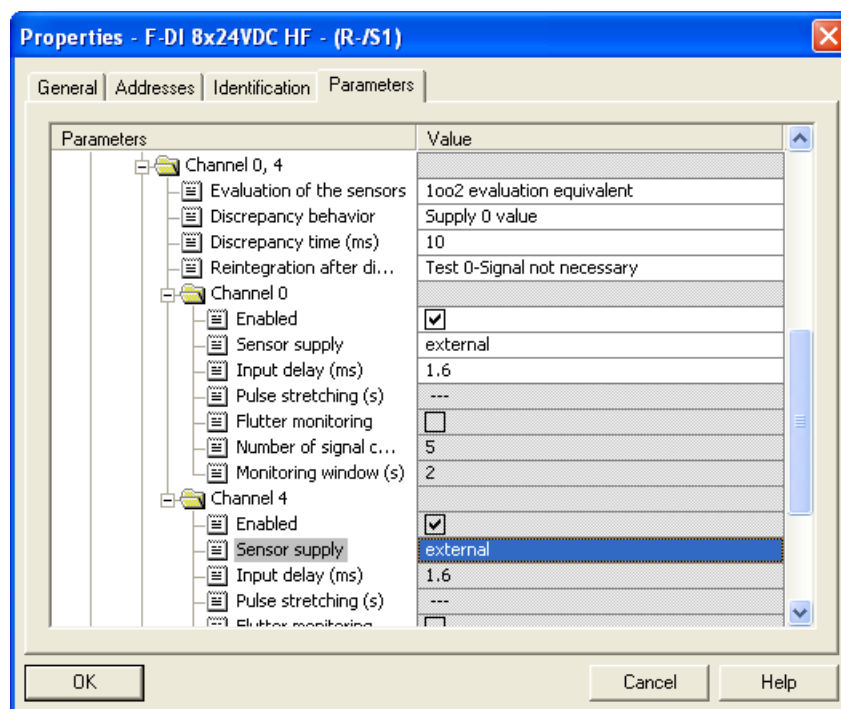 Properties - F-DI 8x24VDC HF - (R-/S1)
General Addresses Identification Parameters
Parameters Value
Channel 0, 4
Evaluation of the sensors 1oo2 evaluation equivalent
Discrepancy behavior Supply 0 value
Discrepancy time (ms) 10
Reintegration after di... Test 0-Signal not necessary
Channel 0
Enabled
Sensor supply external
Input delay (ms) 1.6
Pulse stretching (s) ---
Flutter monitoring
Number of signal c... 5
Monitoring window (s) 2
Channel 4
Enabled
Sensor supply external
Input delay (ms) 1.6
Pulse stretching (s) ---
Flutter monitoring
OK Cancel Help